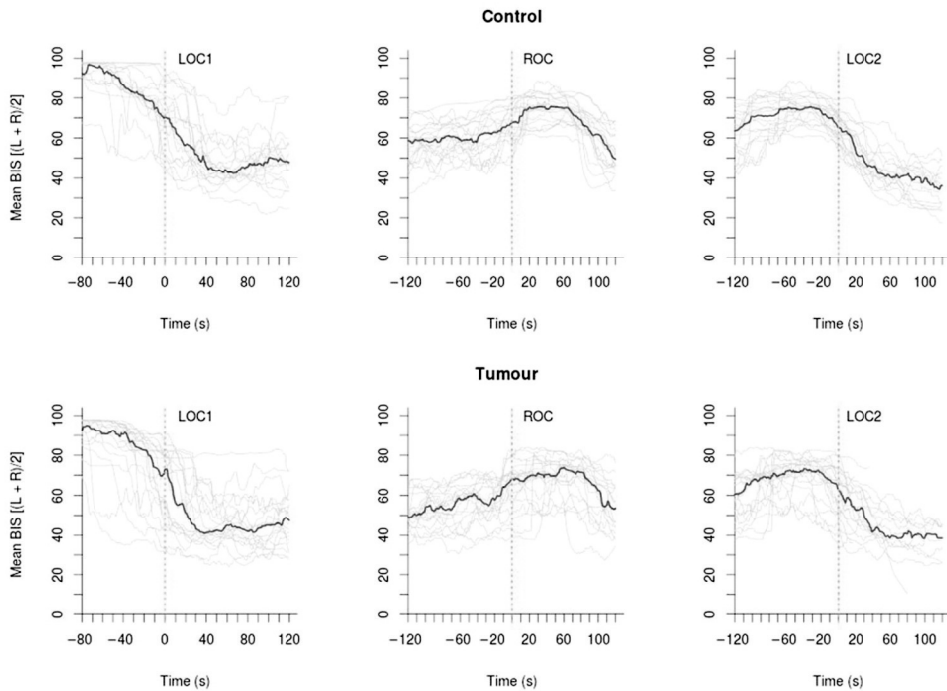 Control
LOC1
ROC
LOC2
Mean BIS [(L + R)/2]
0 20 40 60 80 100
0 20 40 60 80 100
0 20 40 60 80 100
−80 −40 0 40 80 120
−120 −60 −20 20 60 100
−120 −60 −20 20 60 100
Time (s)
Time (s)
Time (s)
Tumour
LOC1
ROC
LOC2
Mean BIS [(L + R)/2]
0 20 40 60 80 100
0 20 40 60 80 100
0 20 40 60 80 100
−80 −40 0 40 80 120
−120 −60 −20 20 60 100
−120 −60 −20 20 60 100
Time (s)
Time (s)
Time (s)